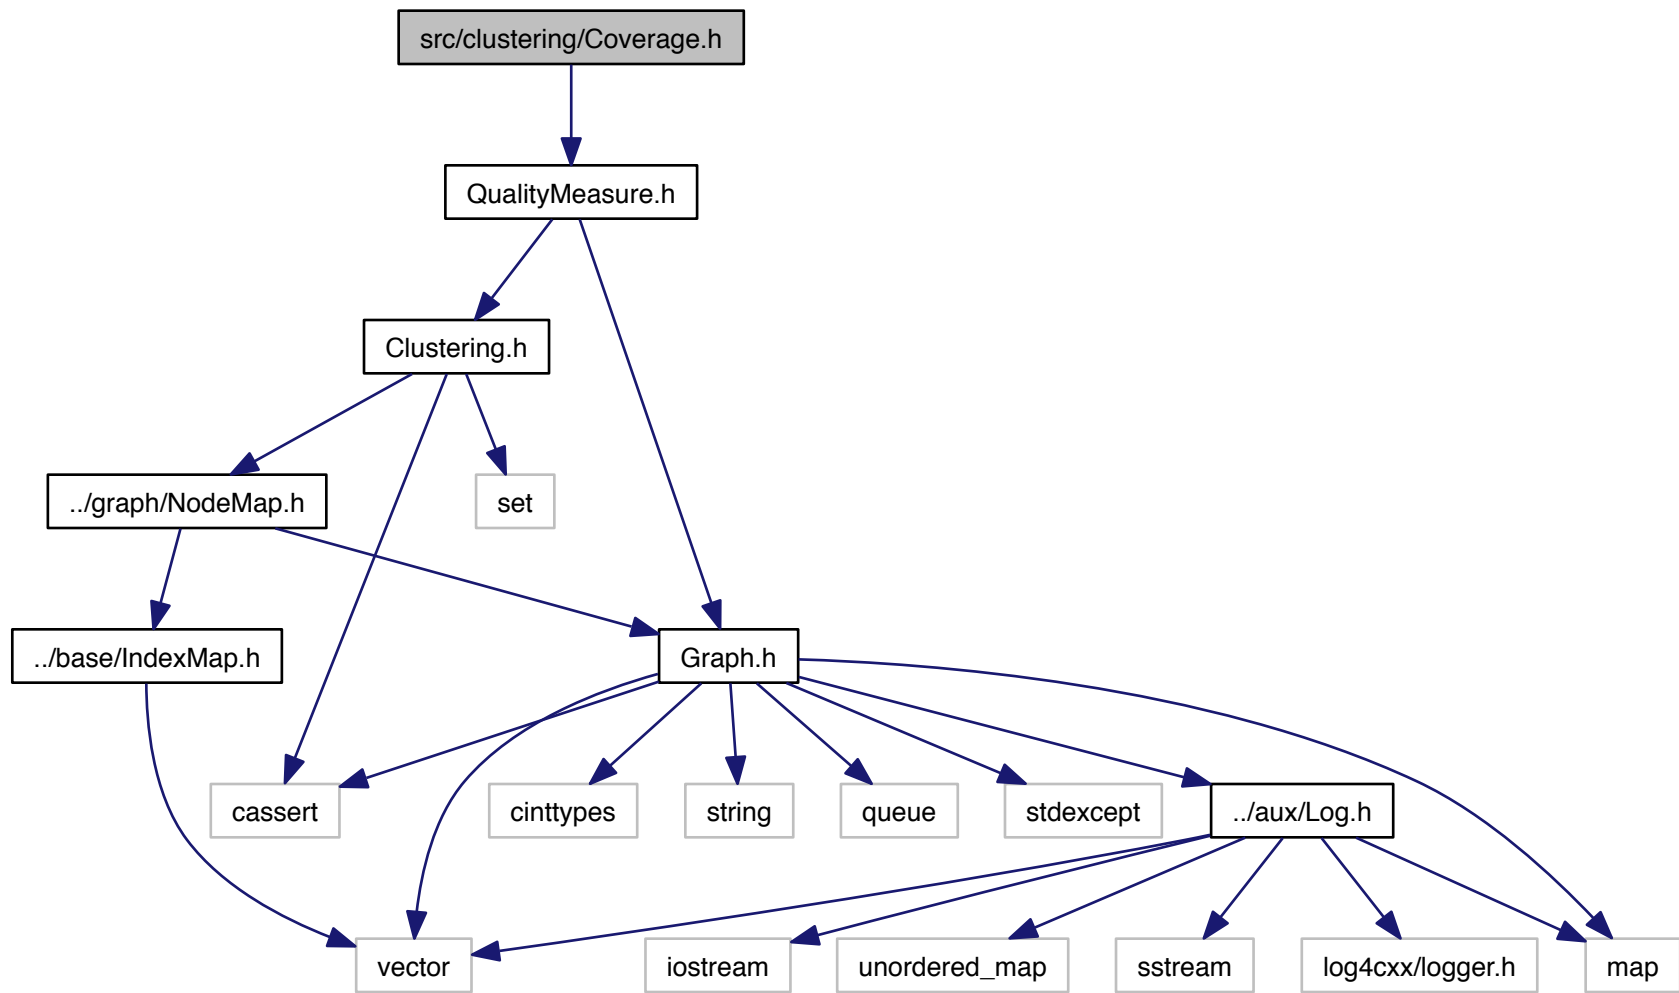 src/clustering/Coverage.h
QualityMeasure.h
Clustering.h
../graph/NodeMap.h
set
../base/IndexMap.h
Graph.h
cassert
cinttypes
string
queue
stdexcept
../aux/Log.h
vector
iostream
unordered_map
sstream
log4cxx/logger.h
map